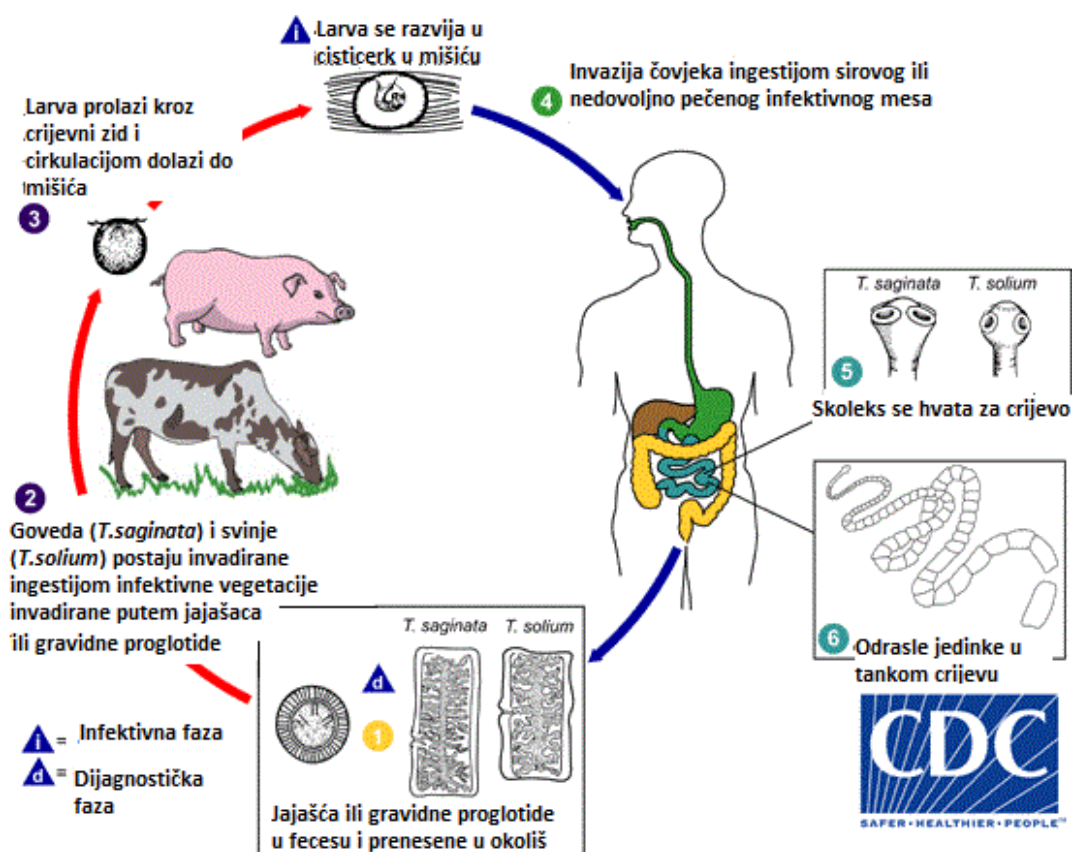 i
Larva se razvija u
cisticerk u mišiću
Invazija čovjeka ingestijom sirovog ili
4
nedovoljno pečenog infektivnog mesa
Larva prolazi kroz
crijevni zid i
cirkulacijom dolazi do
mišića
3
T. saginata
T. solium
5
Skoleks se hvata za crijevo
2
Goveda (T.saginata) i svinje
(T.solium) postaju invadirane
ingestijom infektivne vegetacije
invadirane putem jajašaca
ili gravidne proglotide
T. saginata
T. solium
d
1
Jajašća ili gravidne proglotide
u fecesu i prenesene u okoliš
6
Odrasle jedinke u
tankom crijevu
i = Infektivna faza
d = Dijagnostička
faza
CDC
SAFER • HEALTHIER • PEOPLE™